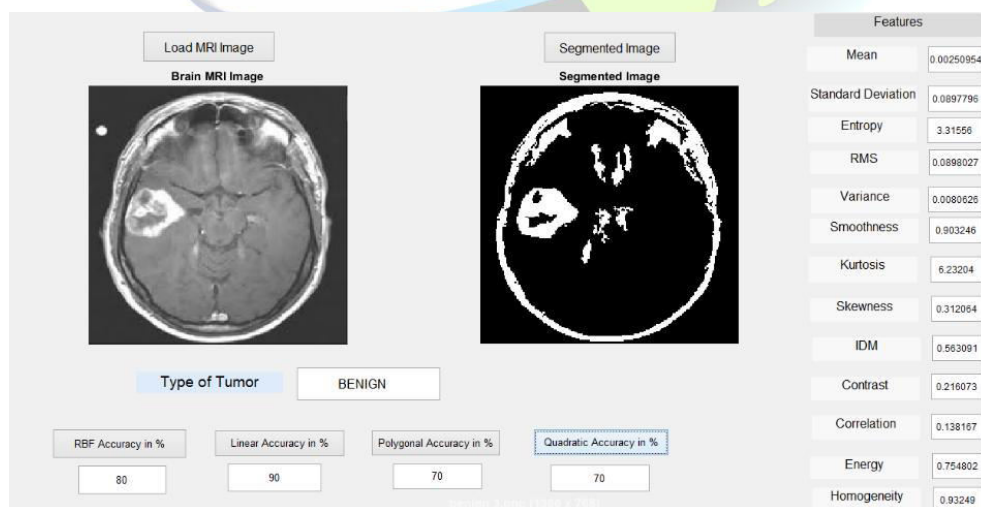 Features
Load MRI Image
Segmented Image
Brain MRI Image
Segmented Image
Mean 0.00250954
Standard Deviation 0.0897796
Entropy 3.31556
RMS 0.0898027
Variance 0.0080626
Smoothness 0.903246
Kurtosis 6.23204
Skewness 0.312064
IDM 0.563091
Contrast 0.216073
Correlation 0.138167
Energy 0.754802
Homogeneity 0.93249
Type of Tumor BENIGN
RBF Accuracy in % Linear Accuracy in % Polygonal Accuracy in % Quadratic Accuracy in %
80 90 70 70